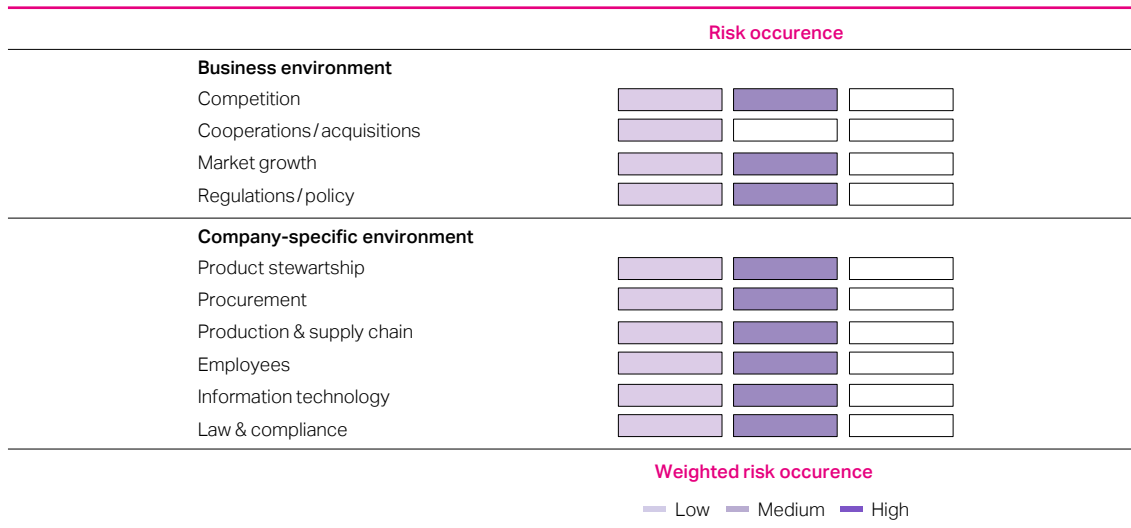 Risk occurence
Business environment
Competition
Cooperations/acquisitions
Market growth
Regulations/policy
Company-specific environment
Product stewartship
Procurement
Production & supply chain
Employees
Information technology
Law & compliance
Weighted risk occurence
Low Medium High